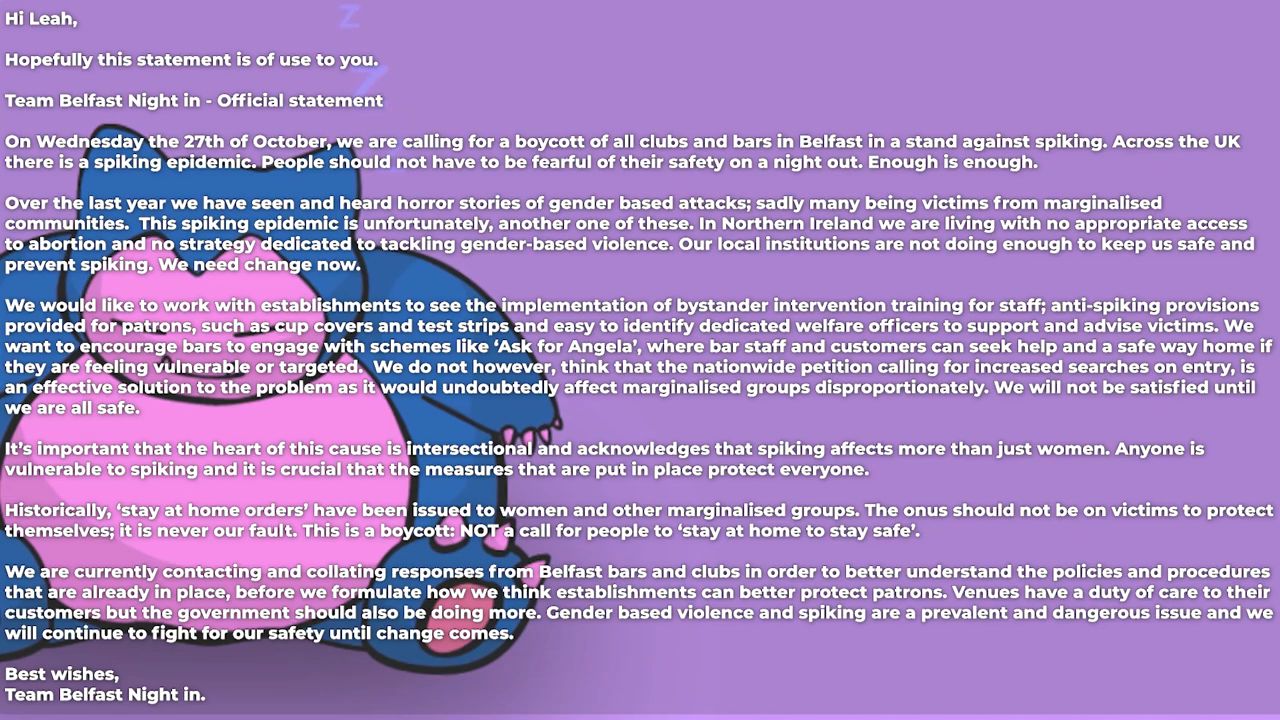 Hi Leah,
Hopefully this statement is of use to you.
Team Belfast Night in - Official statement
On Wednesday the 27th of October, we are calling for a boycott of all clubs and bars in Belfast in a stand against spiking. Across the UK
there is a spiking epidemic. People should not have to be fearful of their safety on a night out. Enough is enough.
Over the last year we have seen and heard horror stories of gender based attacks; sadly many being victims from marginalised
communities.  This spiking epidemic is unfortunately, another one of these. In Northern Ireland we are living with no appropriate access
to abortion and no strategy dedicated to tackling gender-based violence. Our local institutions are not doing enough to keep us safe and
prevent spiking. We need change now.
We would like to work with establishments to see the implementation of bystander intervention training for staff; anti-spiking provisions
provided for patrons, such as cup covers and test strips and easy to identify dedicated welfare officers to support and advise victims. We
want to encourage bars to engage with schemes like ‘Ask for Angela’, where bar staff and customers can seek help and a safe way home if
they are feeling vulnerable or targeted.  We do not however, think that the nationwide petition calling for increased searches on entry, is
an effective solution to the problem as it would undoubtedly affect marginalised groups disproportionately. We will not be satisfied until
we are all safe.
It’s important that the heart of this cause is intersectional and acknowledges that spiking affects more than just women. Anyone is
vulnerable to spiking and it is crucial that the measures that are put in place protect everyone.
Historically, ‘stay at home orders’ have been issued to women and other marginalised groups. The onus should not be on victims to protect
themselves; it is never our fault. This is a boycott: NOT a call for people to ‘stay at home to stay safe’.
We are currently contacting and collating responses from Belfast bars and clubs in order to better understand the policies and procedures
that are already in place, before we formulate how we think establishments can better protect patrons. Venues have a duty of care to their
customers but the government should also be doing more. Gender based violence and spiking are a prevalent and dangerous issue and we
will continue to fight for our safety until change comes.
Best wishes,
Team Belfast Night in.